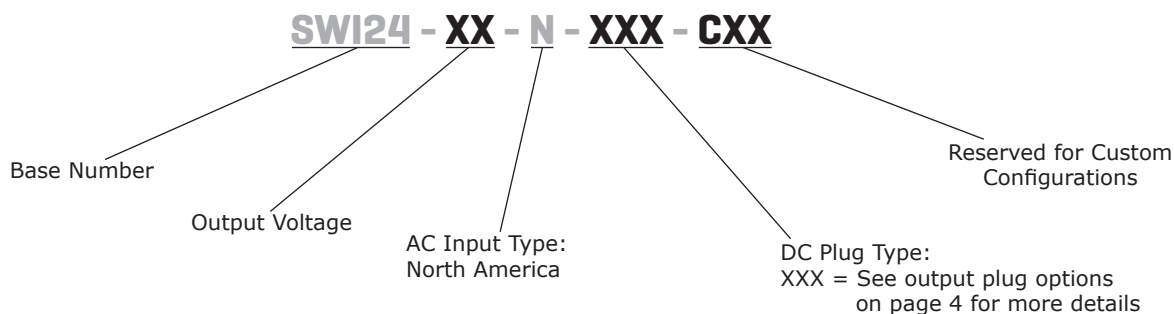 SWI24 - XX - N - XXX - CXX
Base Number
Output Voltage
AC Input Type:
North America
DC Plug Type:
XXX = See output plug options
on page 4 for more details
Reserved for Custom
Configurations